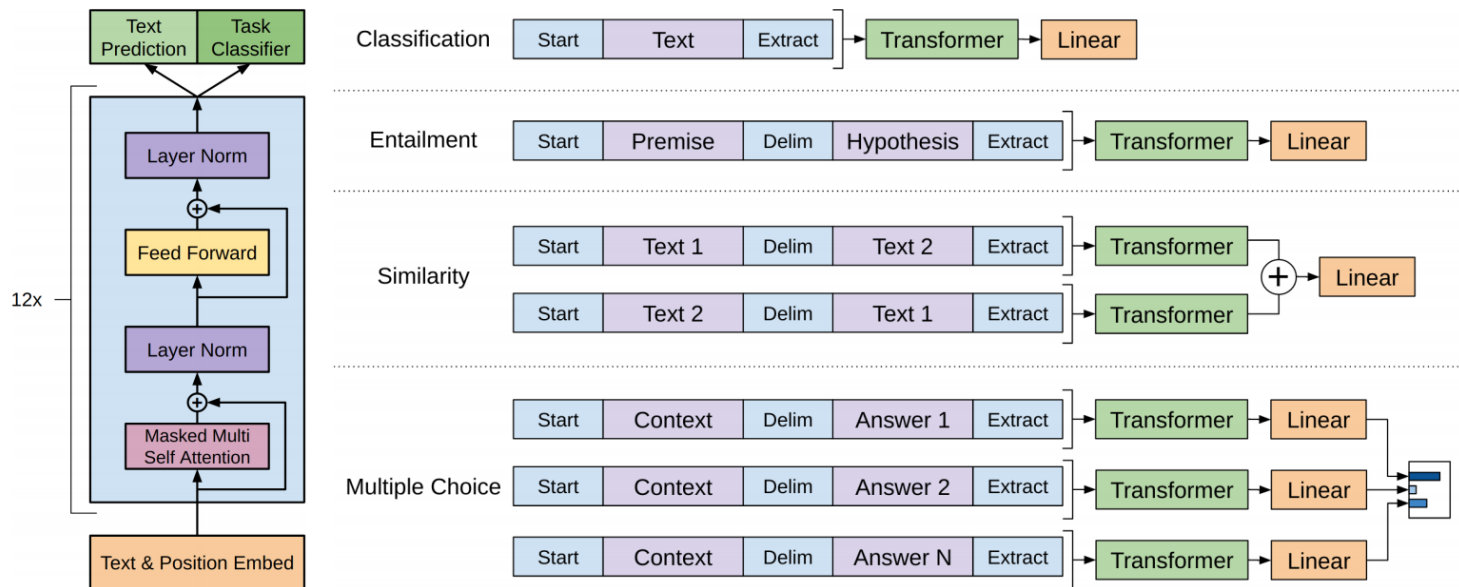 Text
Prediction
Task
Classifier
12x
Layer Norm
+
Feed Forward
Layer Norm
+
Masked Multi
Self Attention
Text & Position Embed
Classification
Start Text Extract Transformer Linear
Entailment
Start Premise Delim Hypothesis Extract Transformer Linear
Similarity
Start Text 1 Delim Text 2 Extract Transformer
+ Linear
Start Text 2 Delim Text 1 Extract Transformer
Multiple Choice
Start Context Delim Answer 1 Extract Transformer Linear
Start Context Delim Answer 2 Extract Transformer Linear
Start Context Delim Answer N Extract Transformer Linear